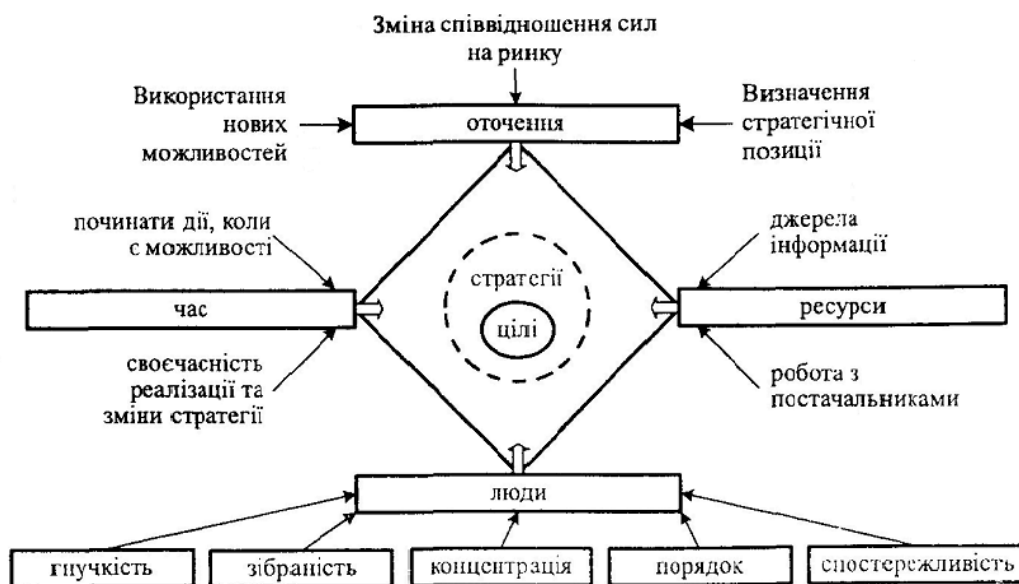 Зміна співвідношення сил
на ринку
Використання
нових
можливостей
оточення
Визначення
стратегічної
позиції
починати дії, коли
є можливості
джерела
інформації
стратегії
цілі
час
ресурси
своєчасність
реалізації та
зміни стратегії
робота з
постачальниками
люди
гнучкість
зібраність
концентрація
порядок
спостережливість